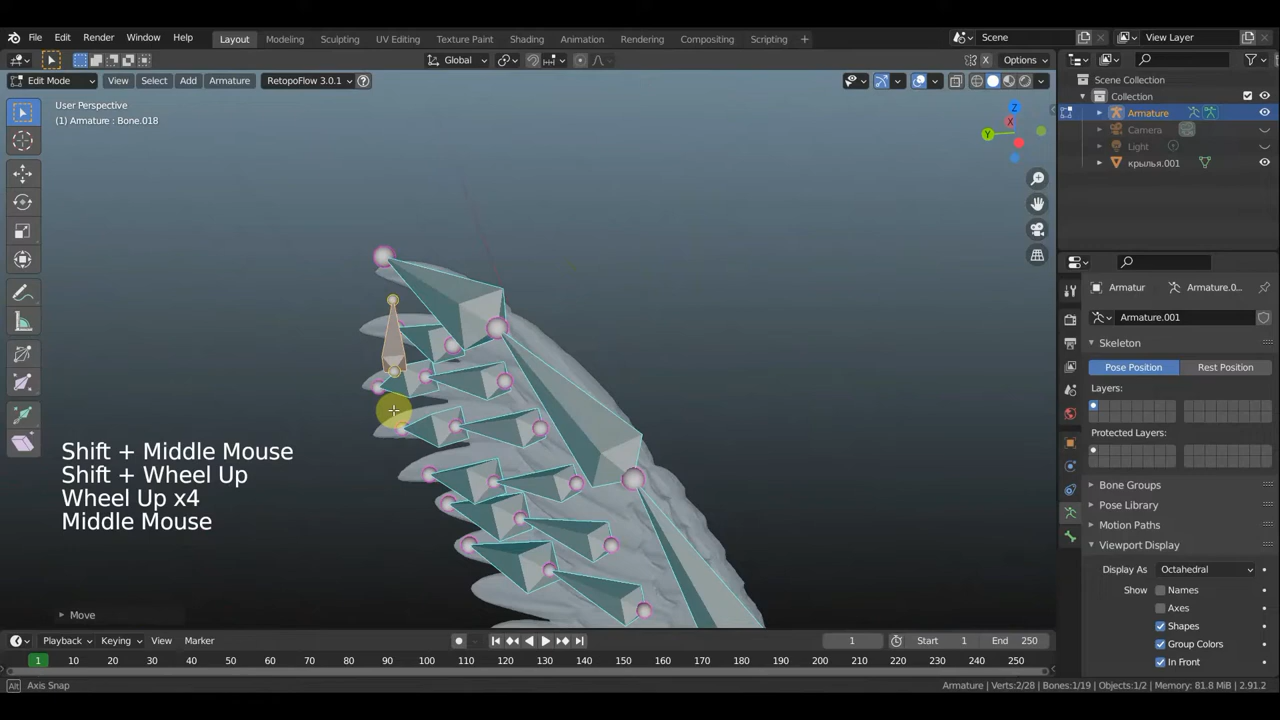 File Edit Render Window Help Layout Modeling Sculpting UV Editing Texture Paint Shading Animation Rendering Compositing Scripting + Scene View Layer
Global Options
Edit Mode View Select Add Armature RetopoFlow 3.0.1
User Perspective
(1) Armature : Bone.018
Z
X
Y
Scene Collection
Collection
Armature
Camera
Light
крылья.001
Armatur Armature.0...
Armature.001
Skeleton
Pose Position Rest Position
Layers:
Protected Layers:
Bone Groups
Pose Library
Motion Paths
Viewport Display
Display As Octahedral
Show Names
Axes
Shapes
Group Colors
In Front
Shift + Middle Mouse
Shift + Wheel Up
Wheel Up x4
Middle Mouse
Move
Playback Keying View Marker 1 Start 1 End 250
1 10 20 30 40 50 60 70 80 90 100 110 120 130 140 150 160 170 180 190 200 210 220 230 240 250
Alt Axis Snap Armature | Verts:2/28 | Bones:1/19 | Objects:1/2 | Memory: 81.8 MiB | 2.91.2